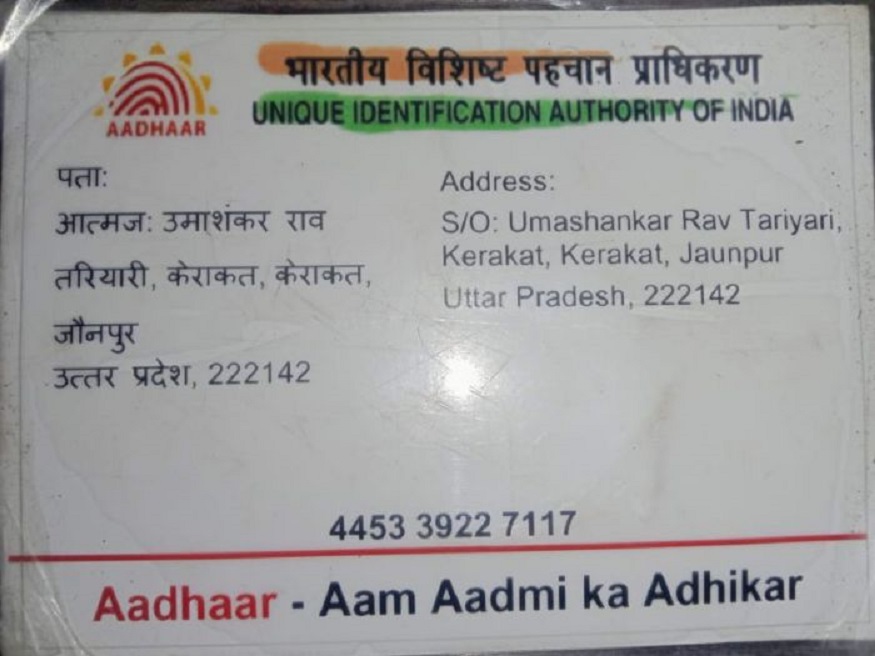 AADHAAR
भारतीय विशिष्ट पहचान प्राधिकरण
UNIQUE IDENTIFICATION AUTHORITY OF INDIA
पता:
आत्मज: उमाशंकर राव
तरियारी, केराकत, केराकत,
जौनपुर
उत्तर प्रदेश, 222142
Address:
S/O: Umashankar Rav Tariyari,
Kerakat, Kerakat, Jaunpur
Uttar Pradesh, 222142
4453 3922 7117
Aadhaar - Aam Aadmi ka Adhikar